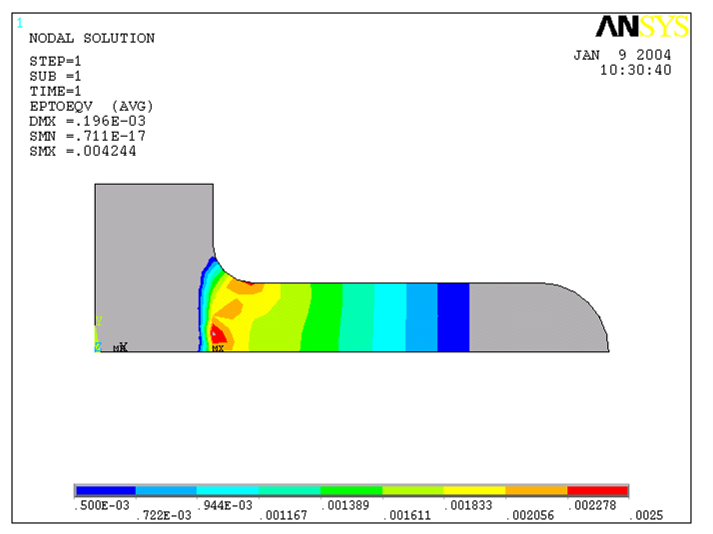 1
ANSYS
NODAL SOLUTION
JAN 9 2004
10:30:40
STEP=1
SUB =1
TIME=1
EPTOEQV (AVG)
DMX =.196E-03
SMN =.711E-17
SMX =.004244
MX
.500E-03 .944E-03 .001389 .001833 .002278
.722E-03 .001167 .001611 .002056 .0025